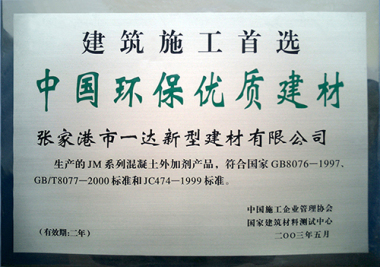 建筑施工首选
中国环保优质建材
张家港市一达新型建材有限公司
生产的JM系列混凝土外加剂产品，符合国家GB8076-1997、
GB/T8077-2000标准和JC474-1999标准。
中国施工企业管理协会
国家建筑材料测试中心
(有效期:二年)
二〇〇三年五月